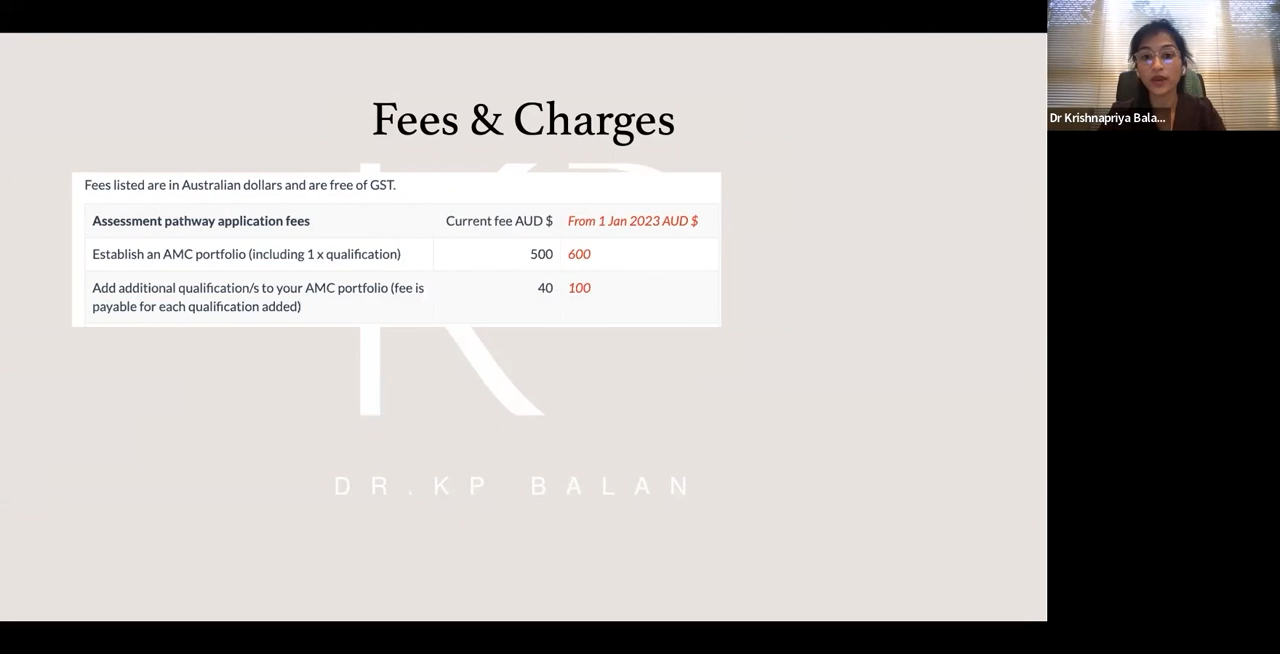 Fees & Charges
Fees listed are in Australian dollars and are free of GST.
Assessment pathway application fees Current fee AUD $ From 1 Jan 2023 AUD $
Establish an AMC portfolio (including 1 x qualification) 500 600
Add additional qualification/s to your AMC portfolio (fee is 40 100
payable for each qualification added)
DR.KP BALAN
Dr Krishnapriya Bala...